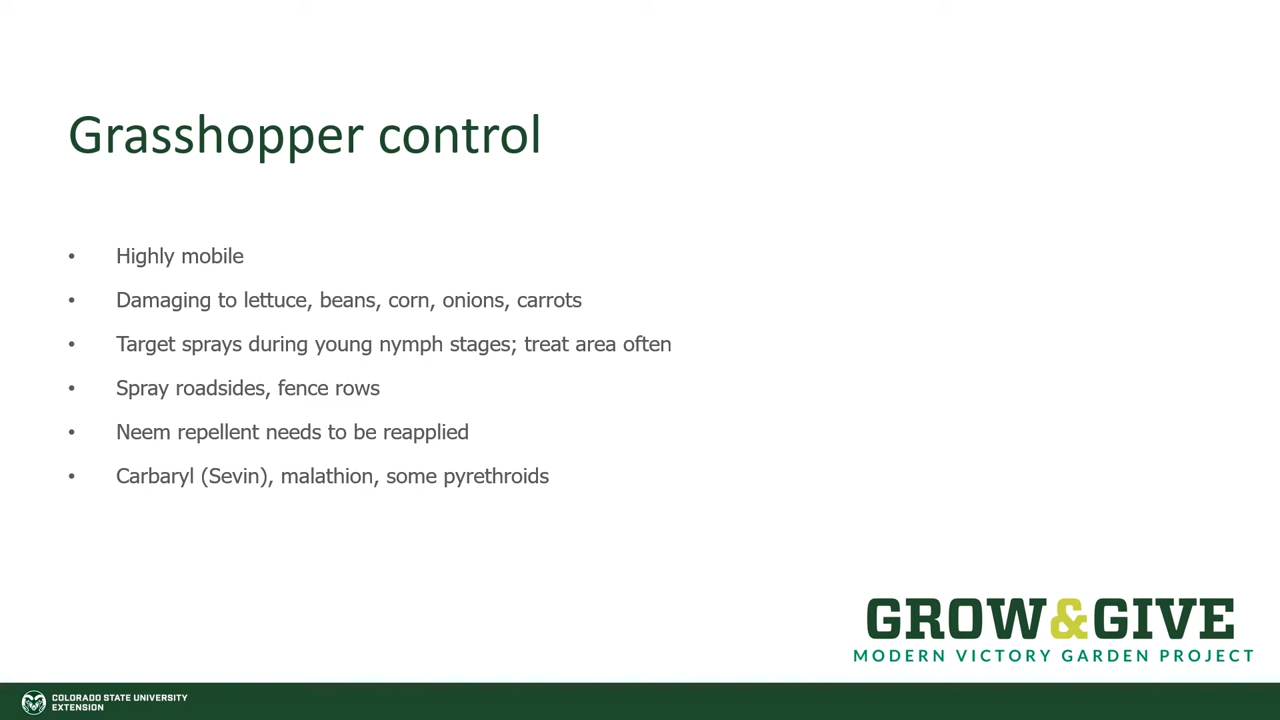 Grasshopper control
• Highly mobile
• Damaging to lettuce, beans, corn, onions, carrots
• Target sprays during young nymph stages; treat area often
• Spray roadsides, fence rows
• Neem repellent needs to be reapplied
• Carbaryl (Sevin), malathion, some pyrethroids
GROW&GIVE
MODERN VICTORY GARDEN PROJECT
COLORADO STATE UNIVERSITY
EXTENSION